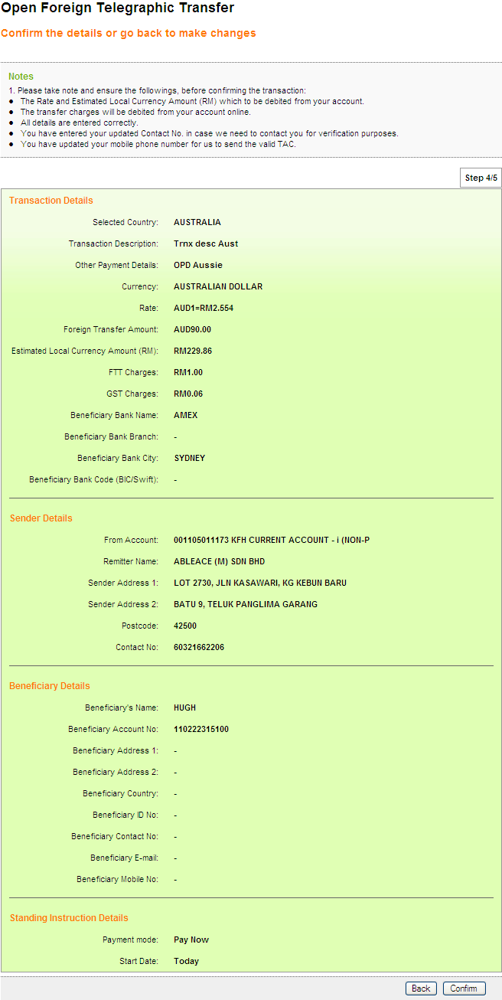 Open Foreign Telegraphic Transfer
Confirm the details or go back to make changes
Notes
1. Please take note and ensure the followings, before confirming the transaction:
● The Rate and Estimated Local Currency Amount (RM) which to be debited from your account.
● The transfer charges will be debited from your account online.
● All details are entered correctly.
● You have entered your updated Contact No. in case we need to contact you for verification purposes.
● You have updated your mobile phone number for us to send the valid TAC.
Step 4/5
Transaction Details
Selected Country: AUSTRALIA
Transaction Description: Trnx desc Aust
Other Payment Details: OPD Aussie
Currency: AUSTRALIAN DOLLAR
Rate: AUD1=RM2.554
Foreign Transfer Amount: AUD90.00
Estimated Local Currency Amount (RM): RM229.86
FTT Charges: RM1.00
GST Charges: RM0.06
Beneficiary Bank Name: AMEX
Beneficiary Bank Branch: -
Beneficiary Bank City: SYDNEY
Beneficiary Bank Code (BIC/Swift): -
Sender Details
From Account: 001105011173 KFH CURRENT ACCOUNT - i (NON-P
Remitter Name: ABLEACE (M) SDN BHD
Sender Address 1: LOT 2730, JLN KASAWARI, KG KEBUN BARU
Sender Address 2: BATU 9, TELUK PANGLIMA GARANG
Postcode: 42500
Contact No: 60321662206
Beneficiary Details
Beneficiary's Name: HUGH
Beneficiary Account No: 110222315100
Beneficiary Address 1: -
Beneficiary Address 2: -
Beneficiary Country: -
Beneficiary ID No: -
Beneficiary Contact No: -
Beneficiary E-mail: -
Beneficiary Mobile No: -
Standing Instruction Details
Payment mode: Pay Now
Start Date: Today
Back Confirm